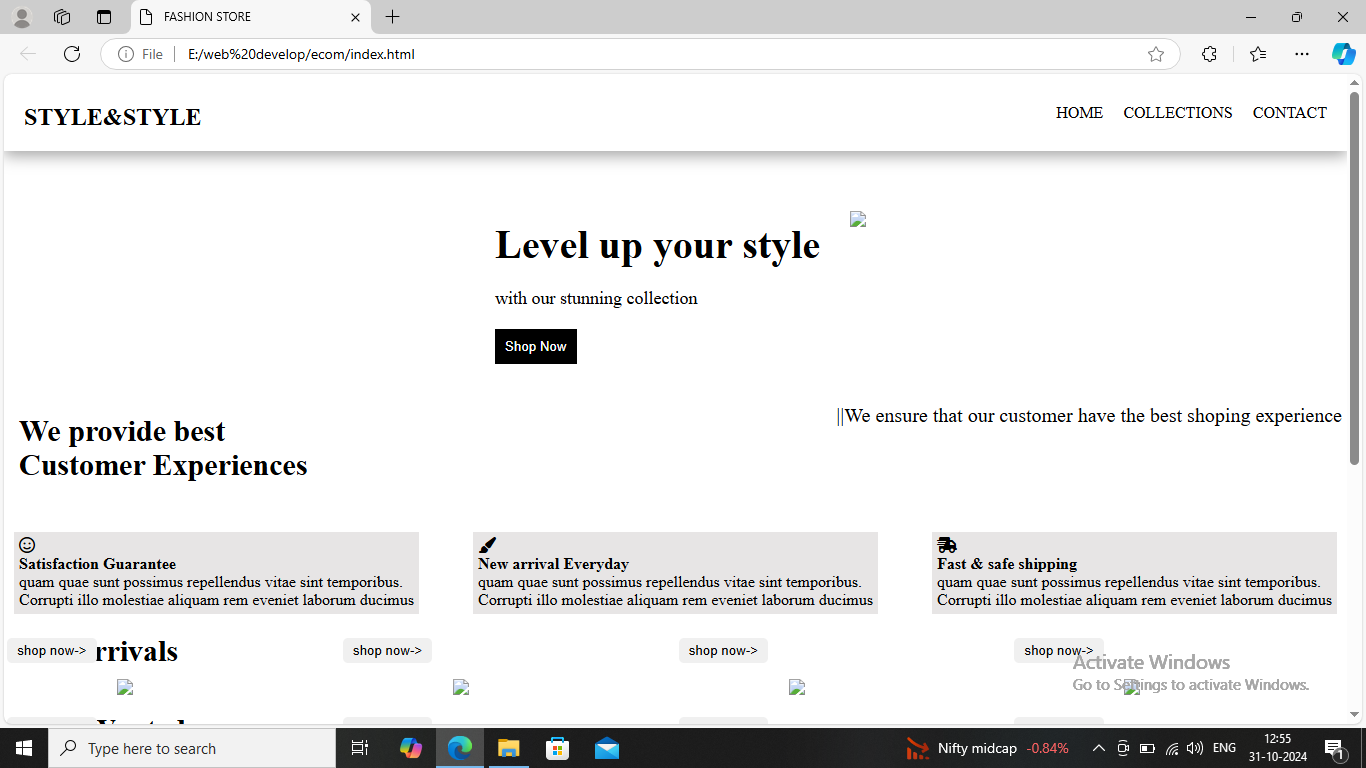 FASHION STORE
File
E:/web%20develop/ecom/index.html
STYLE&STYLE
HOME COLLECTIONS CONTACT
Level up your style
with our stunning collection
Shop Now
We provide best
Customer Experiences
||We ensure that our customer have the best shoping experience
Satisfaction Guarantee
quam quae sunt possimus repellendus vitae sint temporibus.
Corrupti illo molestiae aliquam rem eveniet laborum ducimus
New arrival Everyday
quam quae sunt possimus repellendus vitae sint temporibus.
Corrupti illo molestiae aliquam rem eveniet laborum ducimus
Fast & safe shipping
quam quae sunt possimus repellendus vitae sint temporibus.
Corrupti illo molestiae aliquam rem eveniet laborum ducimus
shop now-> rrivals shop now-> shop now-> shop now->
Activate Windows
Go to Settings to activate Windows.
Type here to search
Nifty midcap -0.84%
ENG
12:55
31-10-2024
1